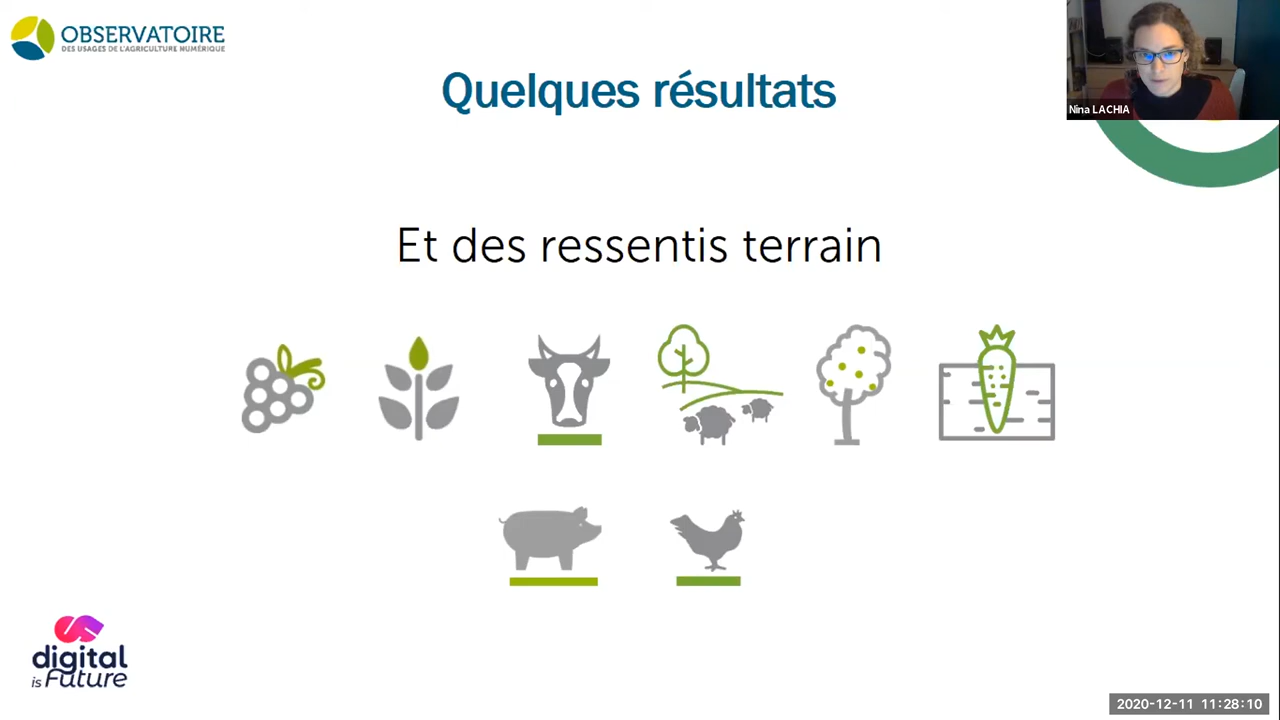 OBSERVATOIRE
DES USAGES DE L'AGRICULTURE NUMÉRIQUE
Quelques résultats
Nina LACHIA
Et des ressentis terrain
digital
is Future
2020-12-11 11:28:10